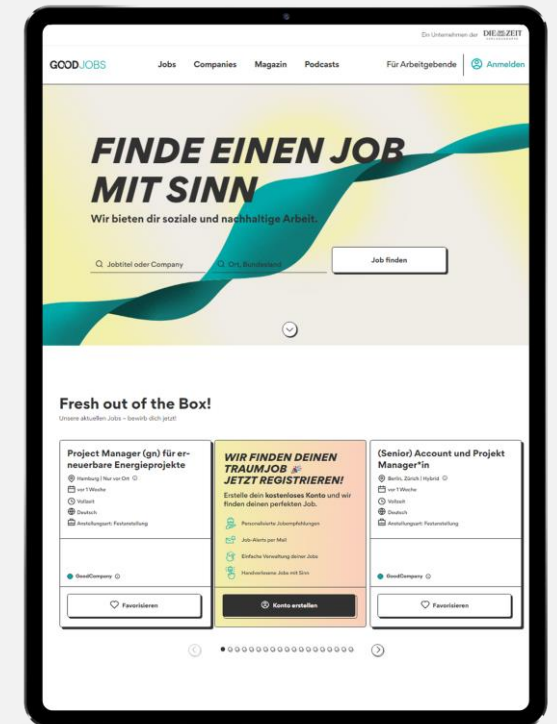 Ein Unternehmen der DIE ZEIT
GOODJOBS Jobs Companies Magazin Podcasts Für Arbeitgebende Anmelden
FINDE EINEN JOB
MIT SINN
Wir bieten dir soziale und nachhaltige Arbeit.
Jobtitel oder Company Ort, Bundesland Job finden
Fresh out of the Box!
Unsere aktuellen Jobs – bewirb dich jetzt!
Project Manager (gn) für er-
neuerbare Energieprojekte
Hamburg | Nur vor Ort
vor 1 Woche
Vollzeit
Deutsch
Anstellungsart: Festanstellung
GoodCompany
Favorisieren
WIR FINDEN DEINEN
TRAUMJOB 🎉
JETZT REGISTRIEREN!
Erstelle dein kostenloses Konto und wir
finden deinen perfekten Job.
Personalisierte Jobempfehlungen
Job-Alerts per Mail
Einfache Verwaltung deiner Jobs
Handverlesene Jobs mit Sinn
Konto erstellen
(Senior) Account und Projekt
Manager*in
Berlin, Zürich | Hybrid
vor 1 Woche
Vollzeit
Deutsch
Anstellungsart: Festanstellung
GoodCompany
Favorisieren